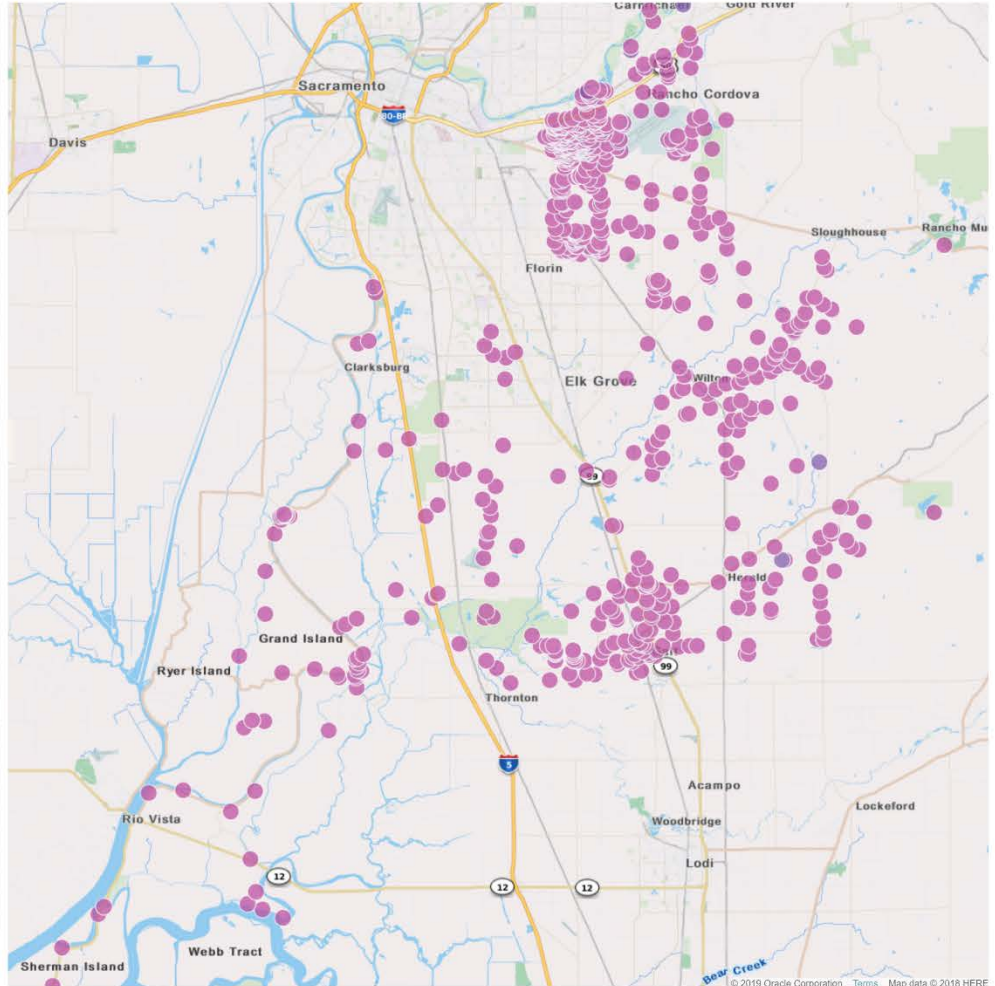 Carmichael
Gold River
Sacramento
Rancho Cordova
80-BR
Davis
Sloughhouse
Rancho Mu
Florin
Clarksburg
Elk Grove
Wilton
99
Herald
Grand Island
Ryer Island
99
Thornton
5
Acampo
Lockeford
Rio Vista
Woodbridge
Lodi
12
12
12
Webb Tract
Sherman Island
Bear Creek
© 2019 Oracle Corporation Terms Map data © 2018 HERE